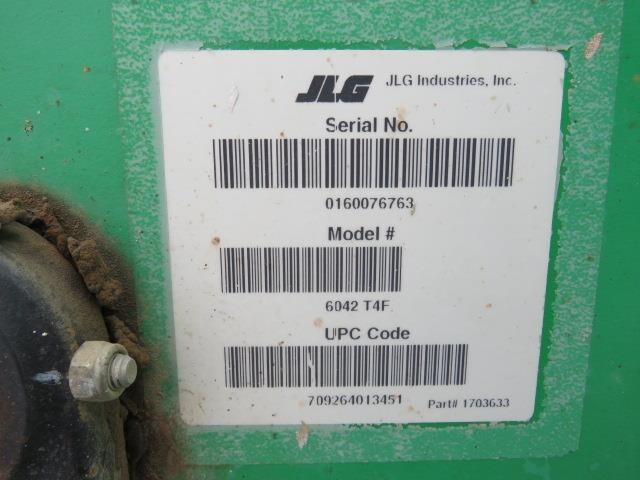 JLG JLG Industries, Inc.
Serial No.
0160076763
Model #
6042 T4F
UPC Code
709264013451 Part# 1703633